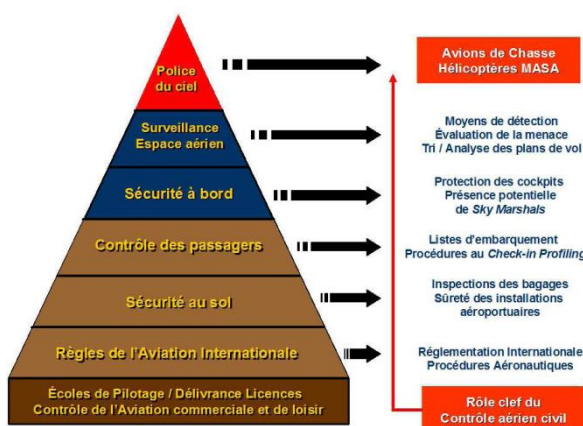 Police
du ciel
Avions de Chasse
Hélicoptères MASA
Surveillance
Espace aérien
Moyens de détection
Évaluation de la menace
Tri / Analyse des plans de vol
Sécurité à bord
Protection des cockpits
Présence potentielle
de Sky Marshals
Contrôle des passagers
Listes d'embarquement
Procédures au Check-in Profiling
Sécurité au sol
Inspections des bagages
Sûreté des installations
aéroportuaires
Règles de l'Aviation Internationale
Réglementation Internationale
Procédures Aéronautiques
Écoles de Pilotage / Délivrance Licences
Contrôle de l'Aviation commerciale et de loisir
Rôle clef du
Contrôle aérien civil